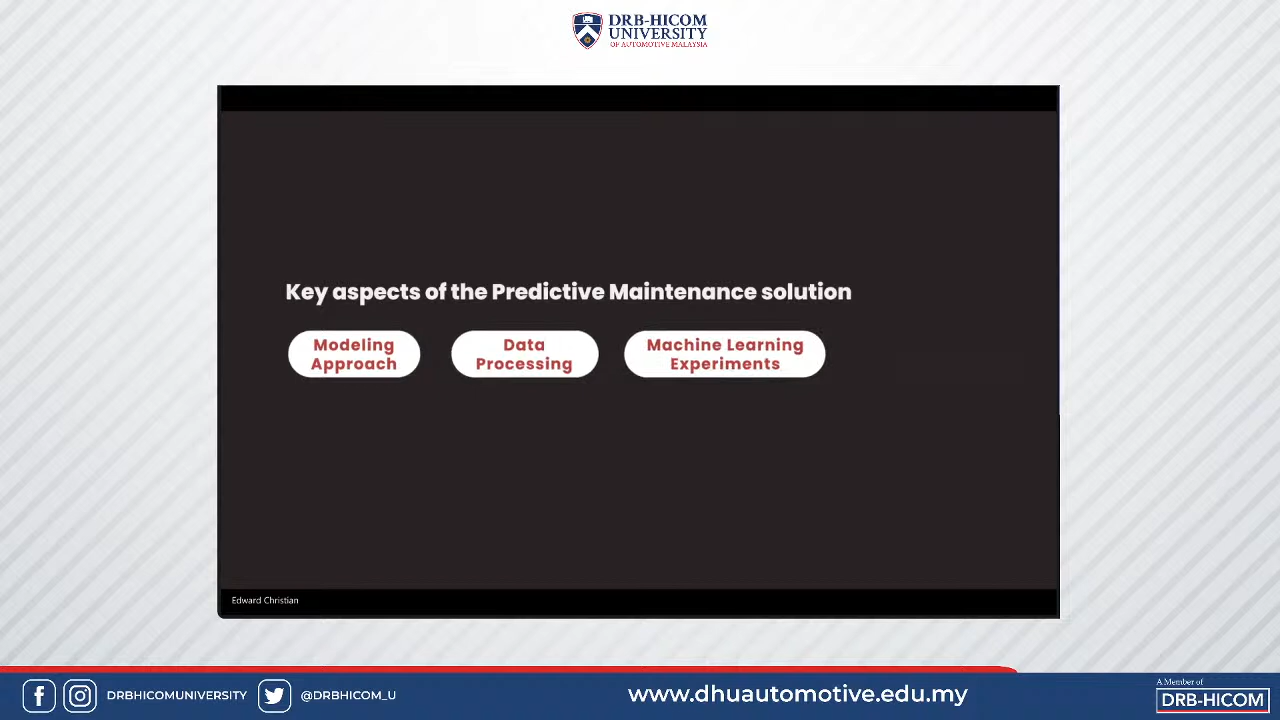 DRB-HICOM
UNIVERSITY
OF AUTOMOTIVE MALAYSIA
Key aspects of the Predictive Maintenance solution
Modeling
Approach
Data
Processing
Machine Learning
Experiments
Edward Christian
DRBHICOMUNIVERSITY
@DRBHICOM_U
www.dhuautomotive.edu.my
A Member of
DRB-HICOM